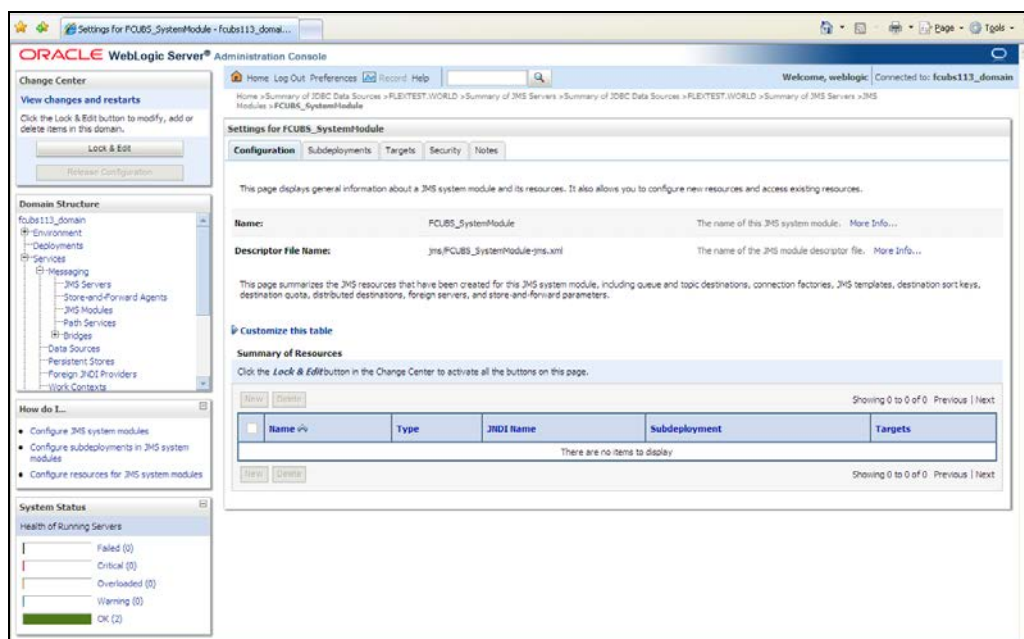 Settings for FCUBS_SystemModule - fcubs113_domai...
Page
Tools
ORACLE WebLogic Server® Administration Console
Change Center
View changes and restarts
Click the Lock & Edit button to modify, add or
delete items in this domain.
Lock & Edit
Release Configuration
Domain Structure
fcubs113_domain
Environment
Deployments
Services
Messaging
JMS Servers
Store-and-Forward Agents
JMS Modules
Path Services
Bridges
Data Sources
Persistent Stores
Foreign JNDI Providers
Work Contexts
How do I...
Configure JMS system modules
Configure subdeployments in JMS system
modules
Configure resources for JMS system modules
System Status
Health of Running Servers
Failed (0)
Critical (0)
Overloaded (0)
Warning (0)
OK (2)
Home Log Out Preferences Record Help
Welcome, weblogic Connected to: fcubs113_domain
Home >Summary of JDBC Data Sources >FLEXTEST.WORLD >Summary of JMS Servers >Summary of JDBC Data Sources >FLEXTEST.WORLD >Summary of JMS Servers >JMS
Modules >FCUBS_SystemModule
Settings for FCUBS_SystemModule
Configuration Subdeployments Targets Security Notes
This page displays general information about a JMS system module and its resources. It also allows you to configure new resources and access existing resources.
Name: FCUBS_SystemModule The name of this JMS system module. More Info...
Descriptor File Name: jms/FCUBS_SystemModule-jms.xml The name of the JMS module descriptor file. More Info...
This page summarizes the JMS resources that have been created for this JMS system module, including queue and topic destinations, connection factories, JMS templates, destination sort keys,
destination quota, distributed destinations, foreign servers, and store-and-forward parameters.
Customize this table
Summary of Resources
Click the Lock & Edit button in the Change Center to activate all the buttons on this page.
New Delete Showing 0 to 0 of 0 Previous | Next
Name Type JNDI Name Subdeployment Targets
There are no items to display
New Delete Showing 0 to 0 of 0 Previous | Next